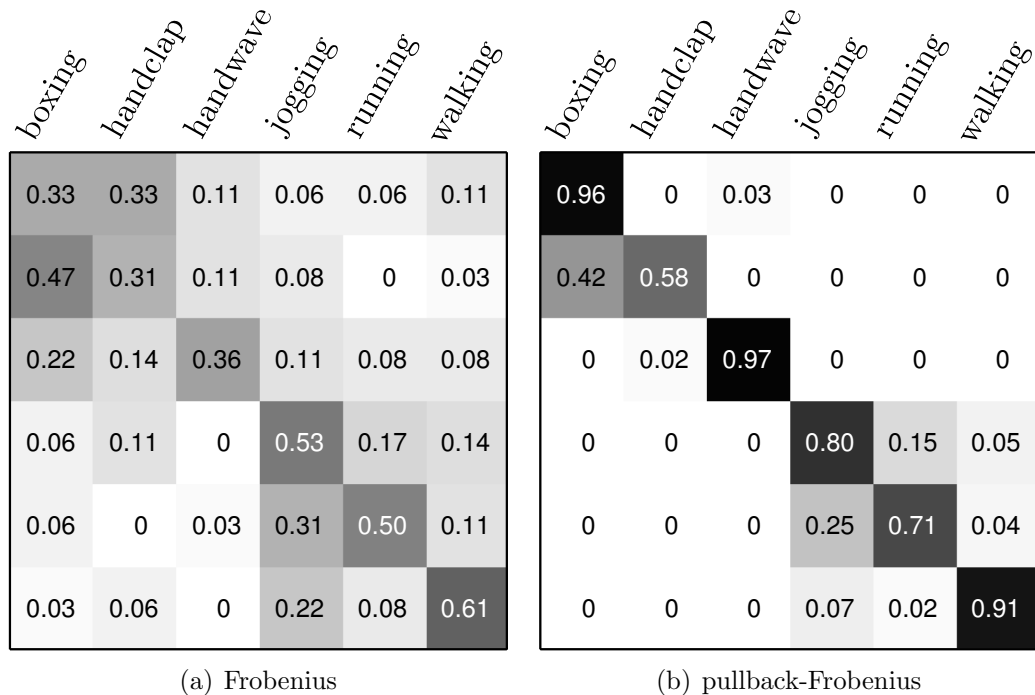 boxing handclap handwave jogging running walking boxing handclap handwave jogging running walking
0.33 0.33 0.11 0.06 0.06 0.11 0.96 0 0.03 0 0 0
0.47 0.31 0.11 0.08 0 0.03 0.42 0.58 0 0 0 0
0.22 0.14 0.36 0.11 0.08 0.08 0 0.02 0.97 0 0 0
0.06 0.11 0 0.53 0.17 0.14 0 0 0 0.80 0.15 0.05
0.06 0 0.03 0.31 0.50 0.11 0 0 0 0.25 0.71 0.04
0.03 0.06 0 0.22 0.08 0.61 0 0 0 0.07 0.02 0.91
(a) Frobenius (b) pullback-Frobenius